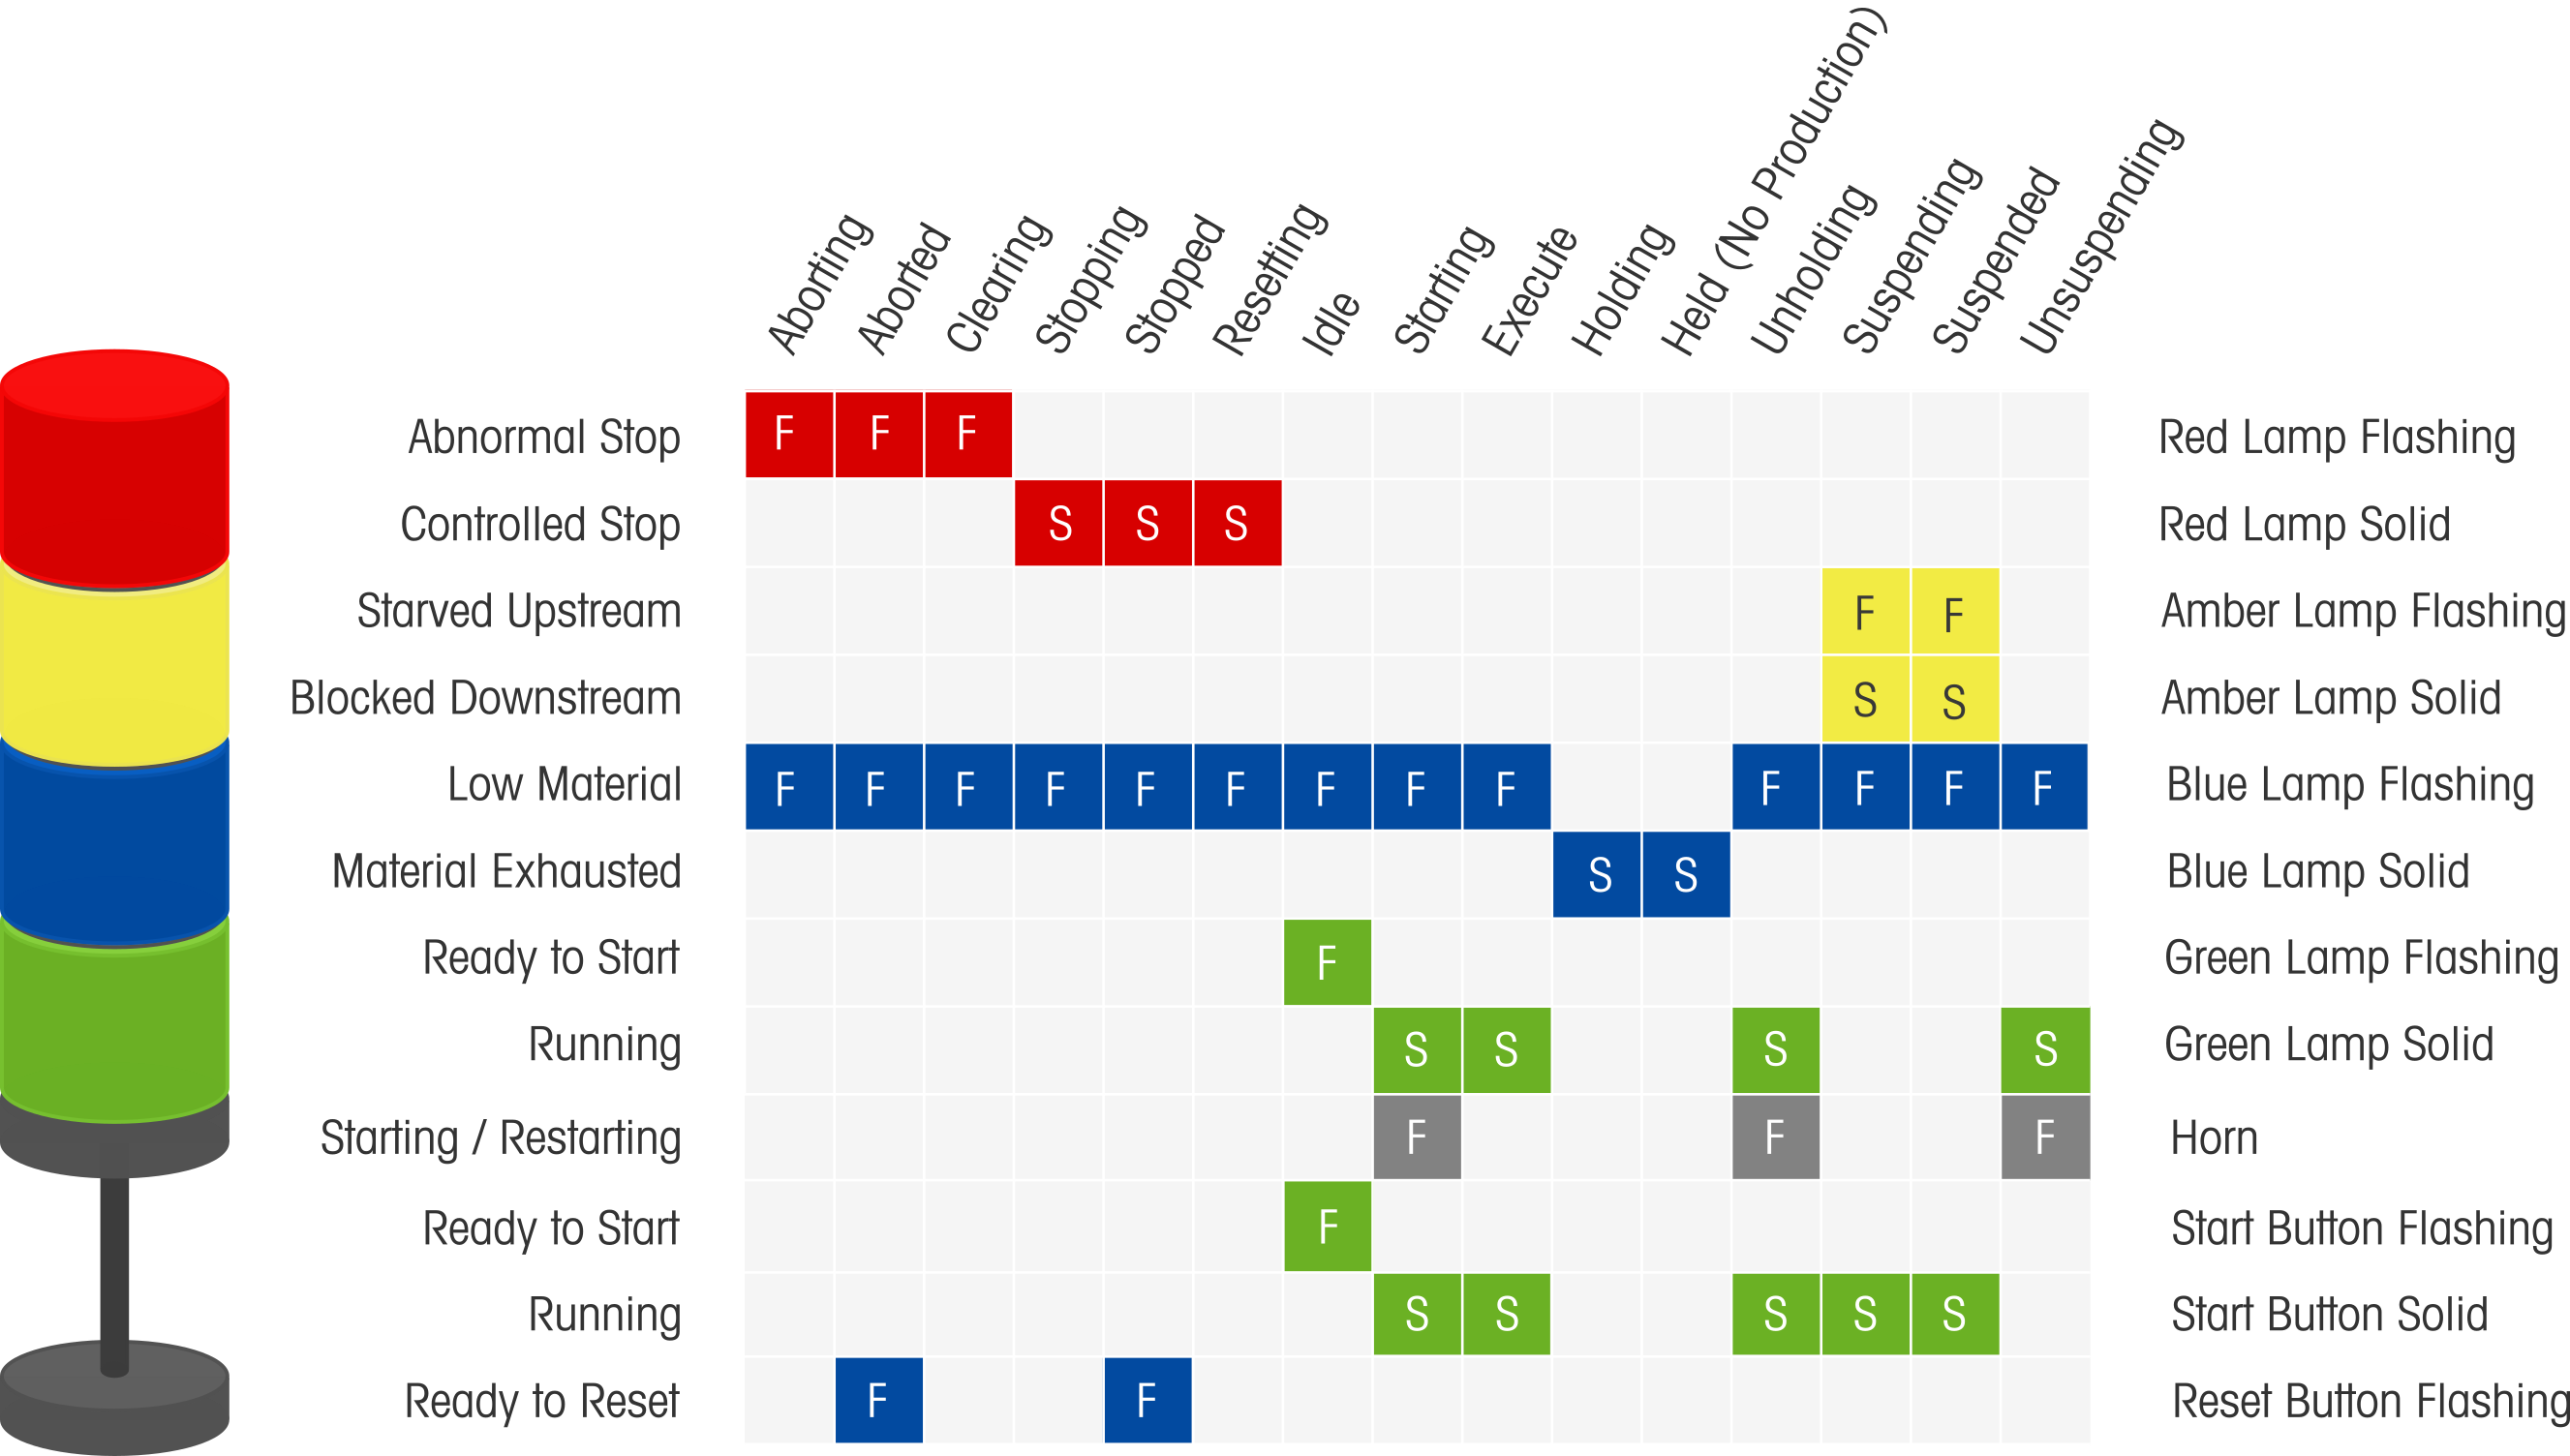 Aborting
Aborted
Clearing
Stopping
Stopped
Resetting
Idle
Starting
Execute
Holding
Held (No Production)
Unholding
Suspending
Suspended
Unsuspending
Abnormal Stop F F F Red Lamp Flashing
Controlled Stop S S S Red Lamp Solid
Starved Upstream F F Amber Lamp Flashing
Blocked Downstream S S Amber Lamp Solid
Low Material F F F F F F F F F F F F F Blue Lamp Flashing
Material Exhausted S S Blue Lamp Solid
Ready to Start F Green Lamp Flashing
Running S S S S Green Lamp Solid
Starting / Restarting F F F Horn
Ready to Start F Start Button Flashing
Running S S S S S Start Button Solid
Ready to Reset F F Reset Button Flashing